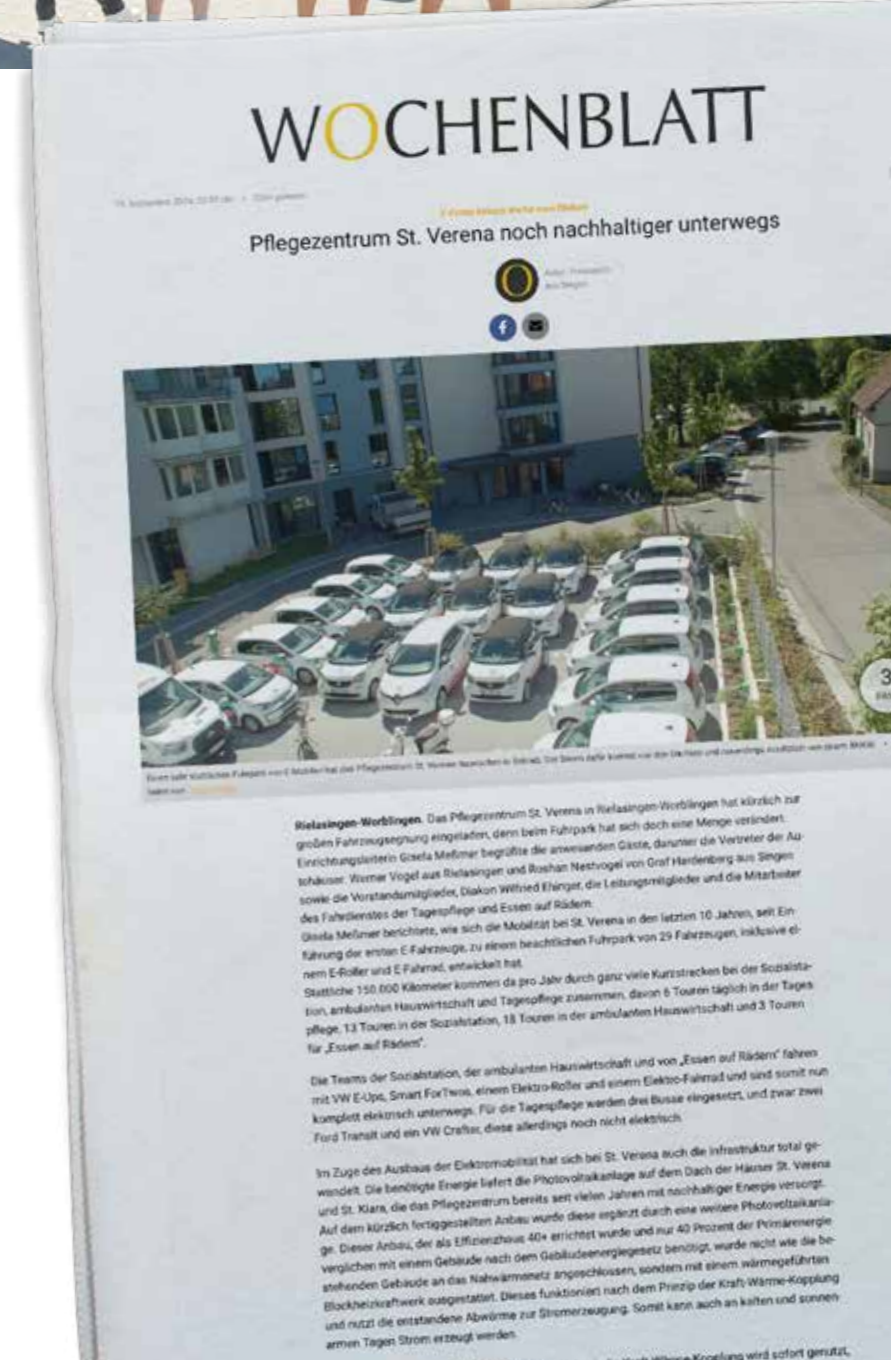 WOCHENBLATT
Pflegezentrum St. Verena noch nachhaltiger unterwegs
Rielasingen-Worblingen. Das Pflegezentrum St. Verena in Rielasingen-Worblingen hat kürzlich zur
großen Fahrzeugsegnung eingeladen, denn beim Fuhrpark hat sich doch eine Menge verändert.
Einrichtungsleiterin Gisela Meßmer begrüßte die anwesenden Gäste, darunter die Vertreter der Au-
tohäuser. Werner Vogel aus Rielasingen und Roshan Nestvogel von Graf Hardenberg aus Singen
sowie die Vorstandsmitglieder, Diakon Wilfried Ehinger, die Leitungsmitglieder und die Mitarbeiter
des Fahrdienstes der Tagespflege und Essen auf Rädern.
Gisela Meßmer berichtete, wie sich die Mobilität bei St. Verena in den letzten 10 Jahren, seit Ein-
führung der ersten E-Fahrzeuge, zu einem beachtlichen Fuhrpark von 29 Fahrzeugen, inklusive ei-
nem E-Roller und E-Fahrrad, entwickelt hat.
Stattliche 150.000 Kilometer kommen da pro Jahr durch ganz viele Kurzstrecken bei der Sozialsta-
tion, ambulanten Hauswirtschaft und Tagespflege zusammen, davon 6 Touren täglich in der Tages
pflege, 13 Touren in der Sozialstation, 18 Touren in der ambulanten Hauswirtschaft und 3 Touren
für „Essen auf Rädern".
Die Teams der Sozialstation, der ambulanten Hauswirtschaft und von „Essen auf Rädern" fahren
mit VW E-Ups, Smart ForTwos, einem Elektro-Roller und einem Elektro-Fahrrad und sind somit nun
komplett elektrisch unterwegs. Für die Tagespflege werden drei Busse eingesetzt, und zwar zwei
Ford Transit und ein VW Crafter, diese allerdings noch nicht elektrisch.
Im Zuge des Ausbaus der Elektromobilität hat sich bei St. Verena auch die Infrastruktur total ge-
wandelt. Die benötigte Energie liefert die Photovoltaikanlage auf dem Dach der Häuser St. Verena
und St. Klara, die das Pflegezentrum bereits seit vielen Jahren mit nachhaltiger Energie versorgt.
Auf dem kürzlich fertiggestellten Anbau wurde diese ergänzt durch eine weitere Photovoltaikanla-
ge. Dieser Anbau, der als Effizienzhaus 40+ errichtet wurde und nur 40 Prozent der Primärenergie
verglichen mit einem Gebäude nach dem Gebäudeenergiegesetz benötigt, wurde nicht wie die be-
stehenden Gebäude an das Nahwärmenetz angeschlossen, sondern mit einem wärmegeführten
Blockheizkraftwerk ausgestattet. Dieses funktioniert nach dem Prinzip der Kraft-Wärme-Kopplung
und nutzt die entstandene Abwärme zur Stromerzeugung. Somit kann auch an kalten und sonnen-
armen Tagen Strom erzeugt werden.
Kopplung wird sofort genutzt,